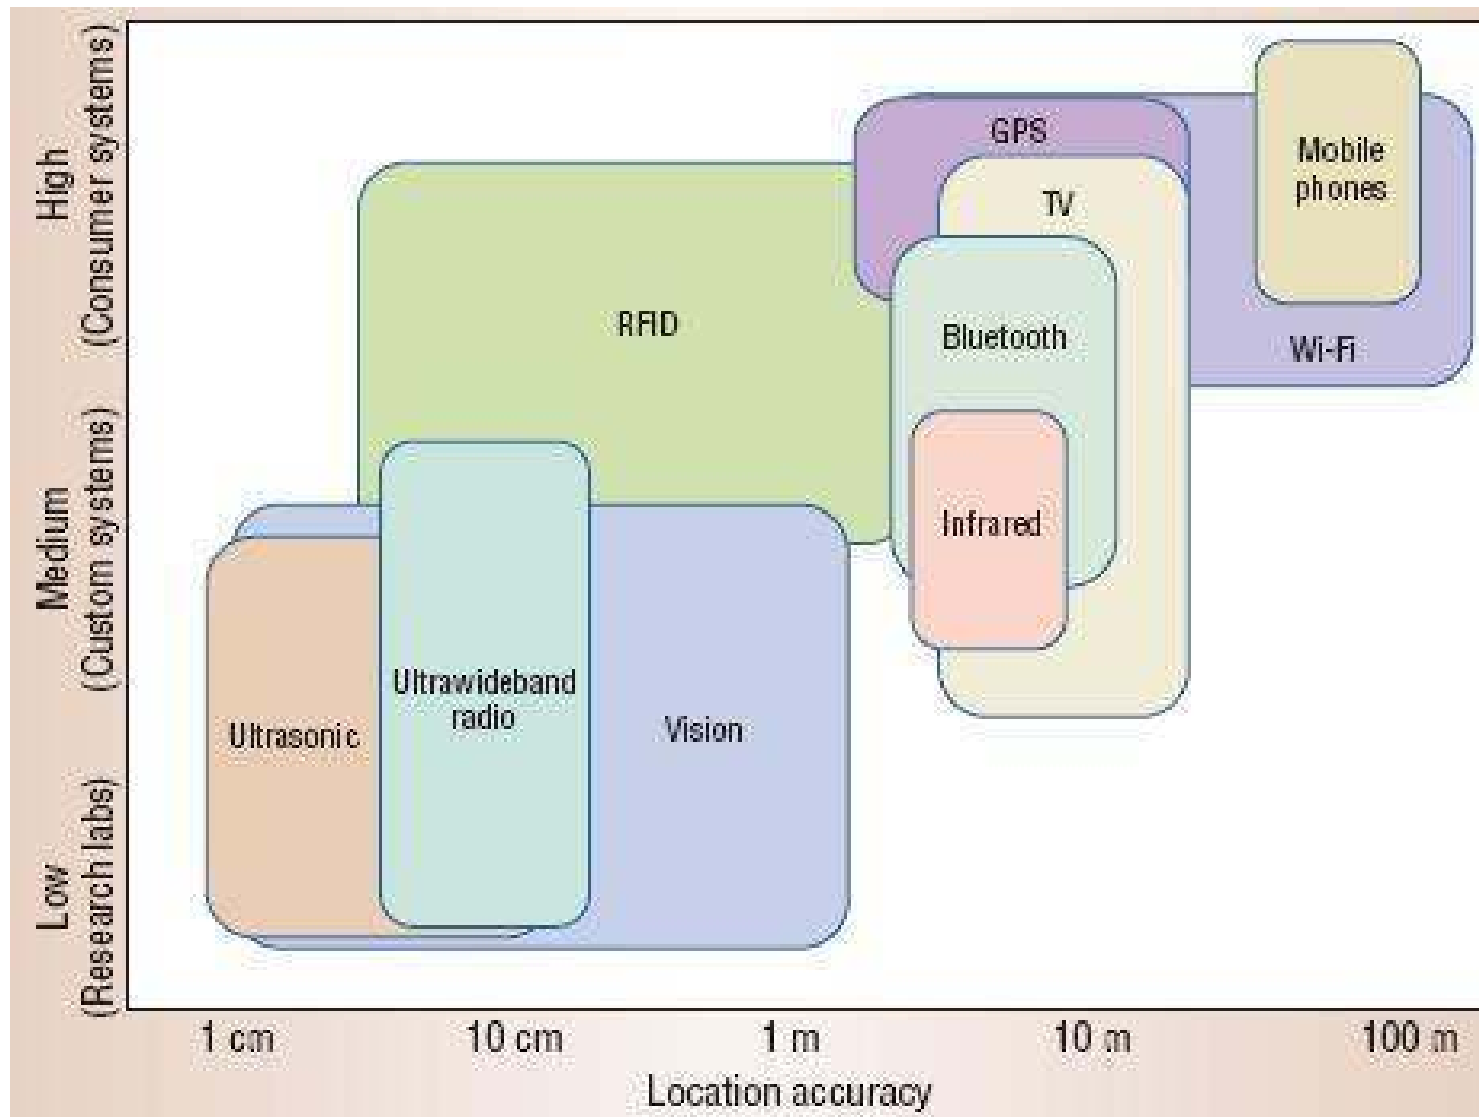 High
(Consumer systems)
Medium
(Custom systems)
Low
(Research labs)
GPS
Mobile
phones
TV
RFID
Bluetooth
Wi-Fi
Infrared
Ultrawideband
radio
Ultrasonic
Vision
1 cm
10 cm
1 m
10 m
100 m
Location accuracy